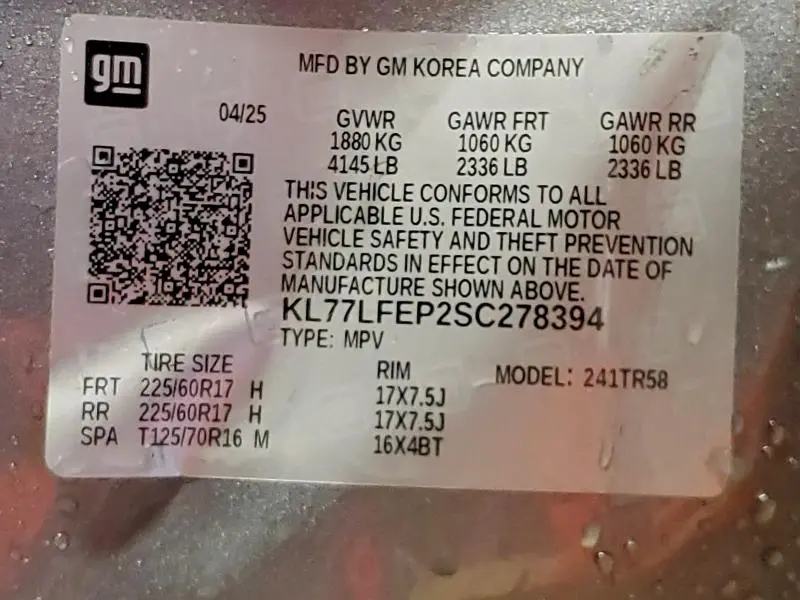 gm
MFD BY GM KOREA COMPANY
04/25 GVWR GAWR FRT GAWR RR
1880 KG 1060 KG 1060 KG
4145 LB 2336 LB 2336 LB
THIS VEHICLE CONFORMS TO ALL
APPLICABLE U.S. FEDERAL MOTOR
VEHICLE SAFETY AND THEFT PREVENTION
STANDARDS IN EFFECT ON THE DATE OF
MANUFACTURE SHOWN ABOVE.
KL77LFEP2SC278394
TYPE: MPV
TIRE SIZE RIM MODEL: 241TR58
FRT 225/60R17 H 17X7.5J
RR 225/60R17 H 17X7.5J
SPA T125/70R16 M 16X4BT